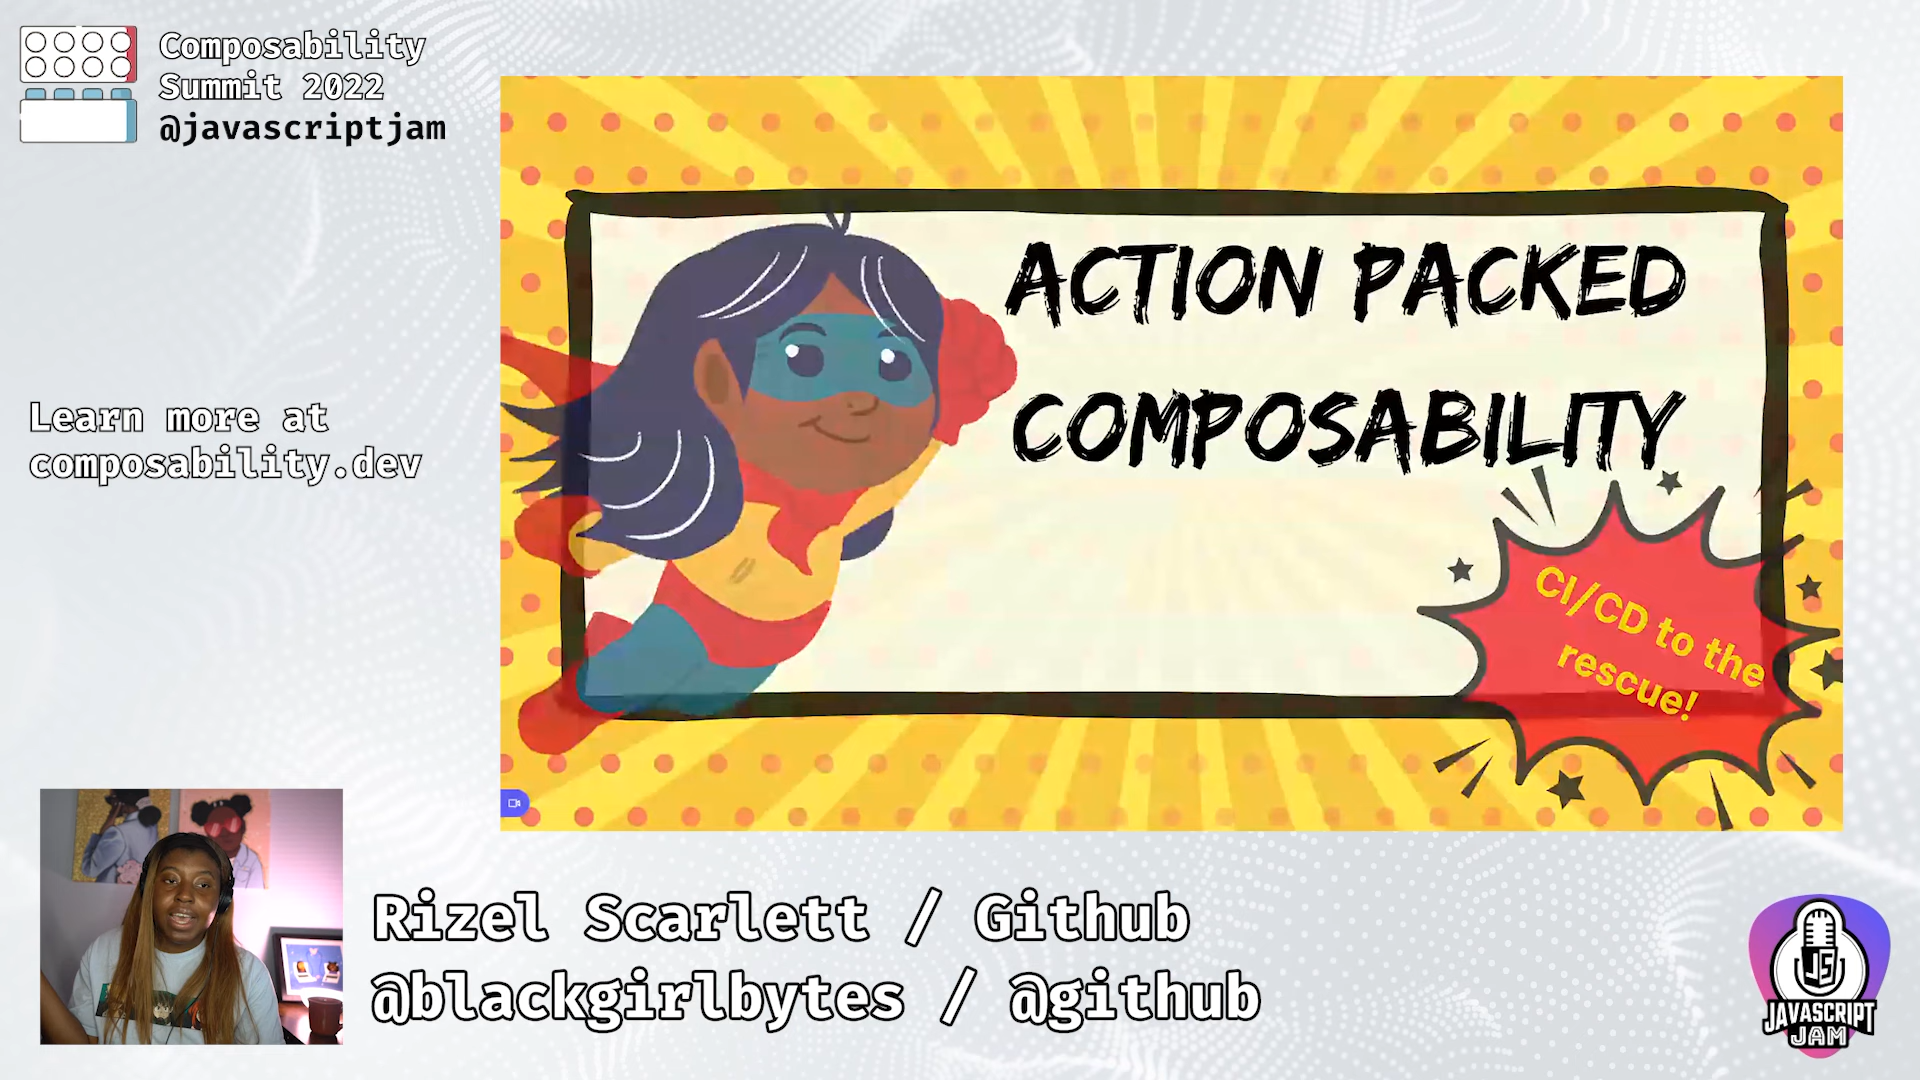 Composability
Summit 2022
@javascriptjam
ACTION PACKED
COMPOSABILITY
CI/CD to the
rescue!
Learn more at
composability.dev
Rizel Scarlett / Github
@blackgirlbytes / @github
JS
JAVASCRIPT
JAM